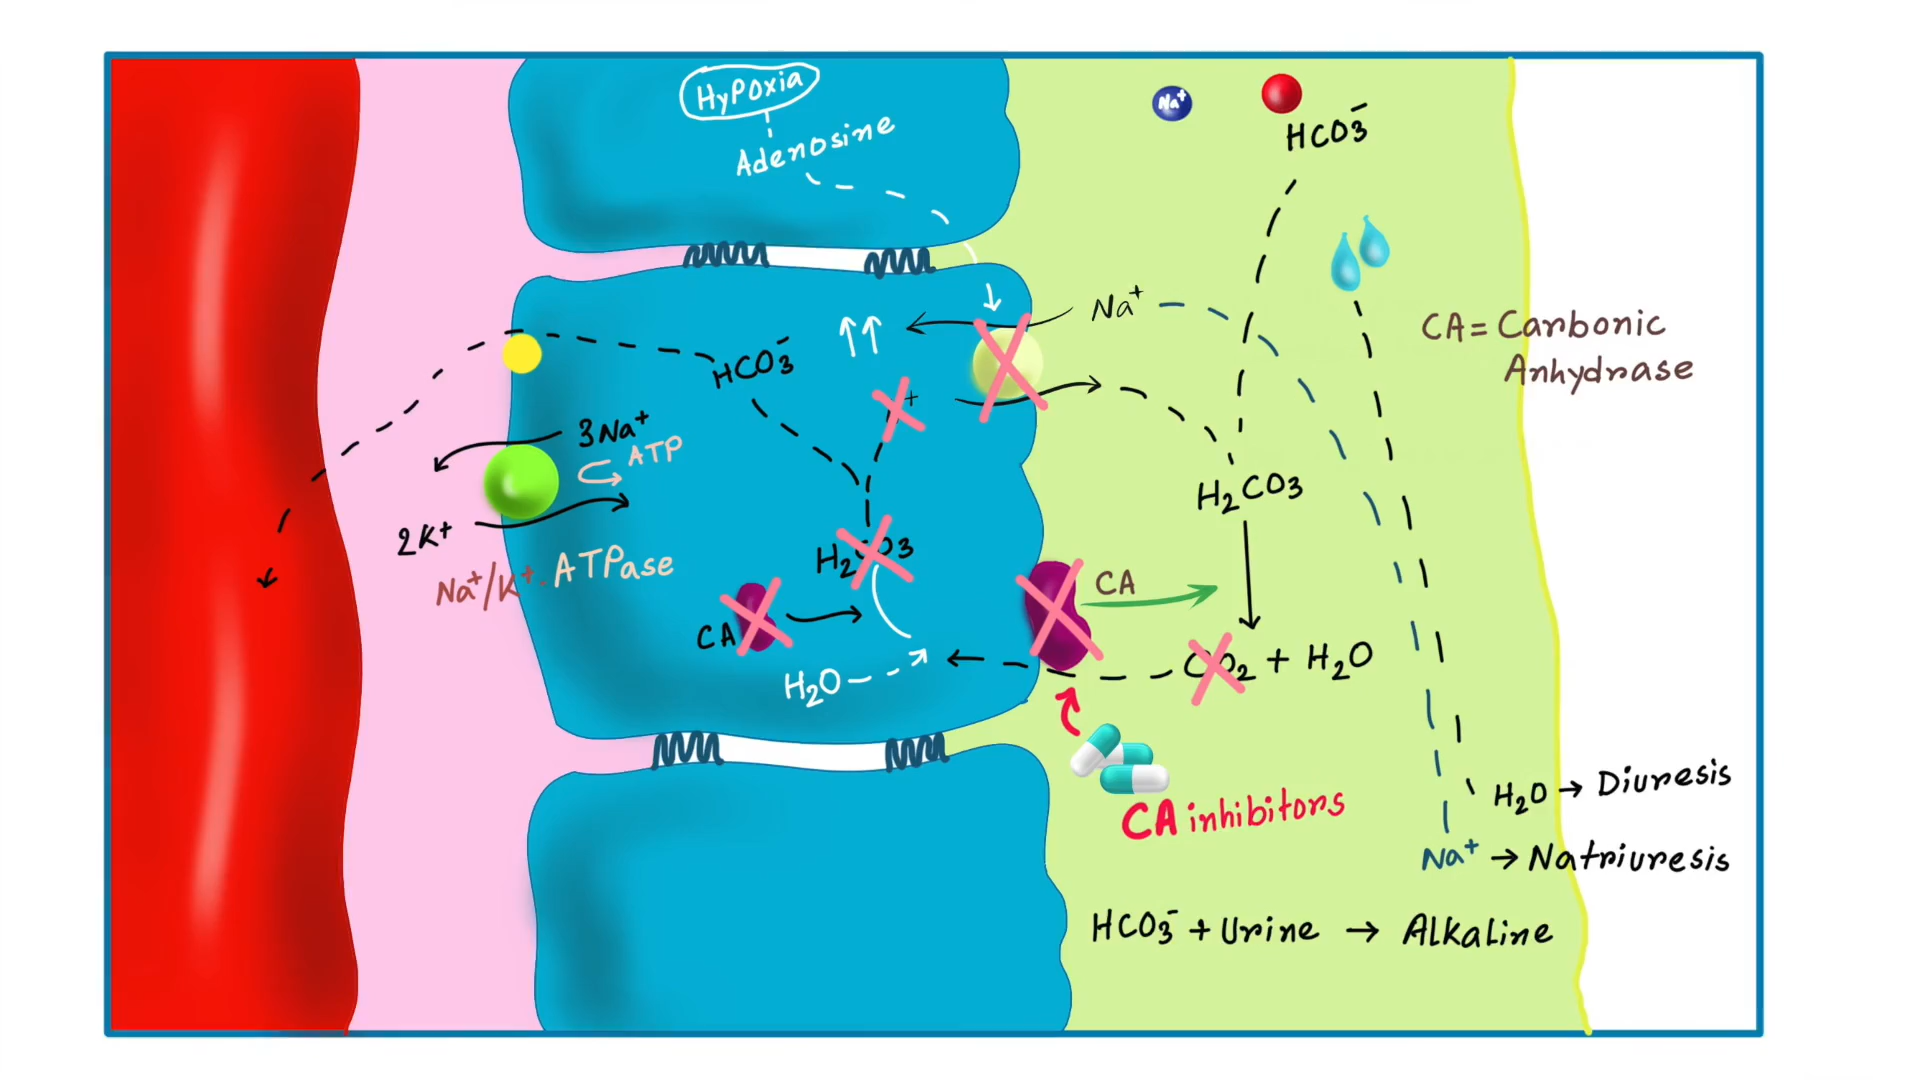 Hypoxia
Adenosine
Na+
HCO3-
Na+
CA = Carbonic
Anhydrase
HCO3-
3Na+
ATP
2K+
Na+/K+-ATPase
H2CO3
H2CO3
CA
CA
H2O
CO2 + H2O
CA inhibitors
H2O → Diuresis
Na+ → Natriuresis
HCO3- + Urine → Alkaline